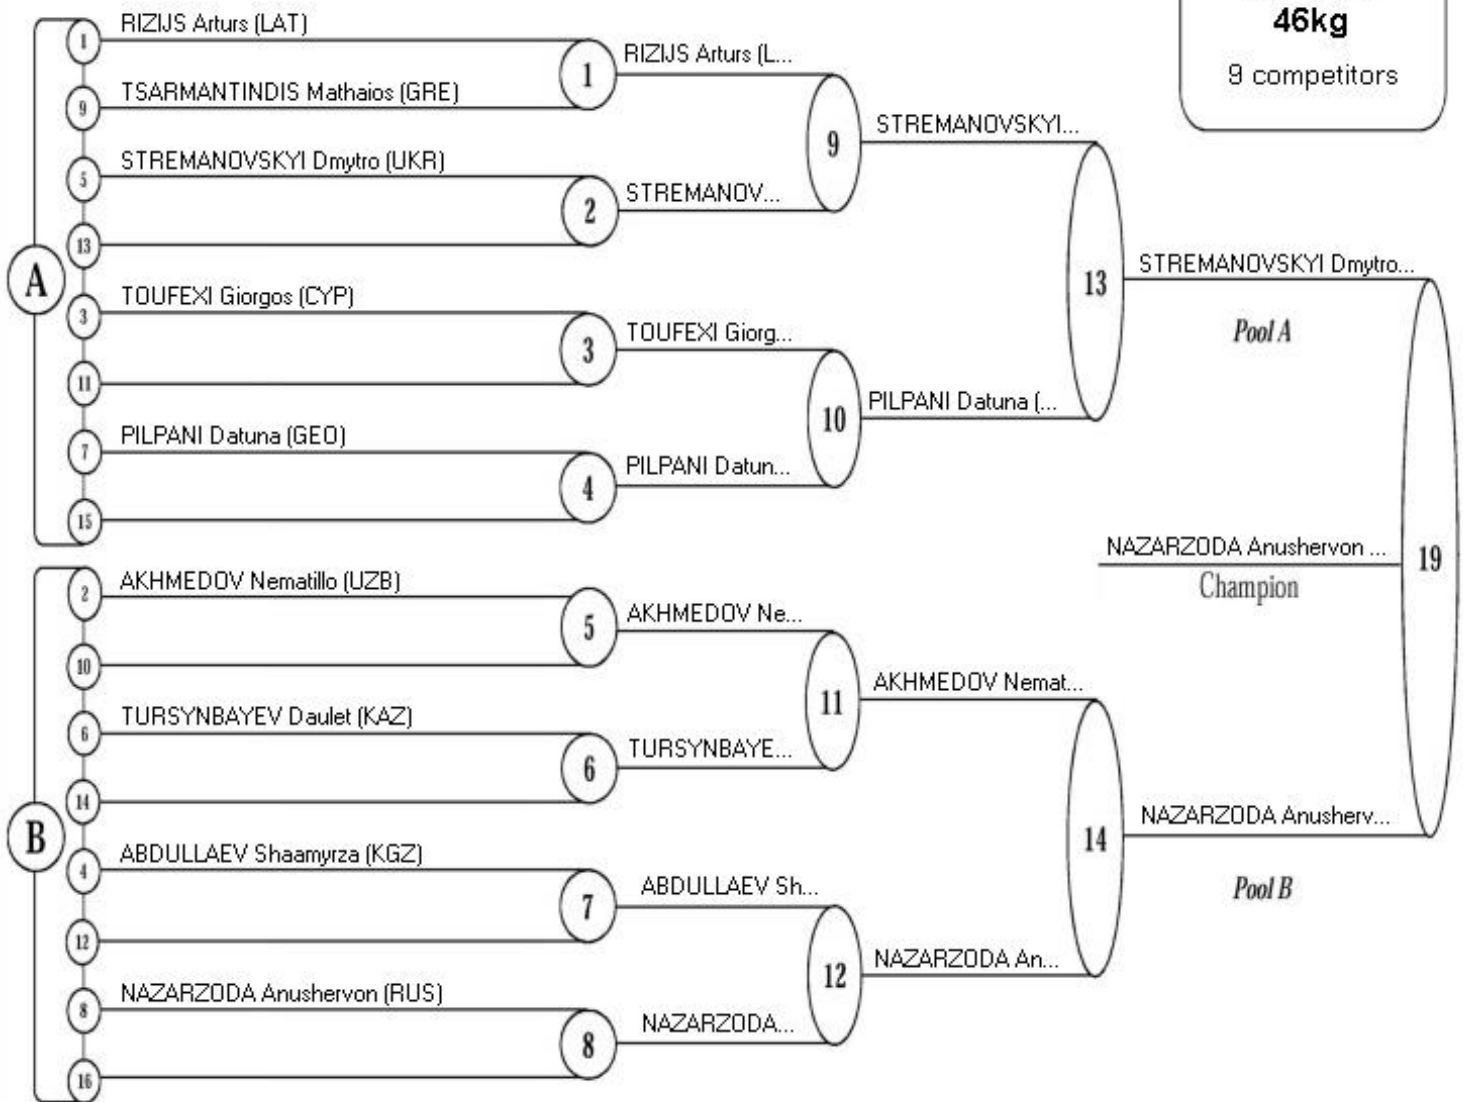 46kg
9 competitors
A
1
RIZIJS Arturs (LAT)
9
TSARMANTINDIS Mathaios (GRE)
5
STREMANOVSKYI Dmytro (UKR)
13
3
TOUFEXI Giorgos (CYP)
11
7
PILPANI Datuna (GEO)
15
B
2
AKHMEDOV Nematillo (UZB)
10
6
TURSYNBAYEV Daulet (KAZ)
14
4
ABDULLAEV Shaamyrza (KGZ)
12
8
NAZARZODA Anushervon (RUS)
16
1
RIZIJS Arturs (L...
2
STREMANOV...
3
TOUFEXI Giorg...
4
PILPANI Datun...
5
AKHMEDOV Ne...
6
TURSYNBAYE...
7
ABDULLAEV Sh...
8
NAZARZODA...
9
STREMANOVSKYI...
10
PILPANI Datuna (...
11
AKHMEDOV Nemat...
12
NAZARZODA An...
13
STREMANOVSKYI Dmytro...
Pool A
14
NAZARZODA Anusherv...
Pool B
19
NAZARZODA Anushervon ...
Champion